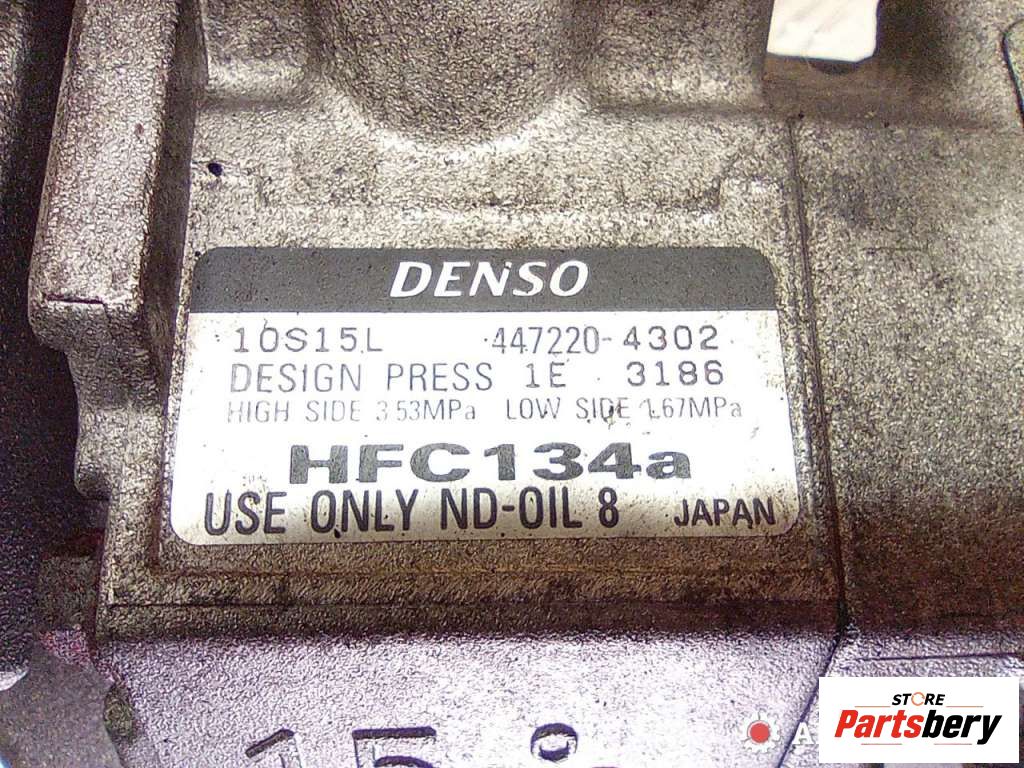 DENSO
10S15L 447220-4302
DESIGN PRESS 1E 3186
HIGH SIDE 3.53MPa LOW SIDE 1.67MPa
HFC134a
USE ONLY ND-OIL 8 JAPAN
STORE
Partsbery